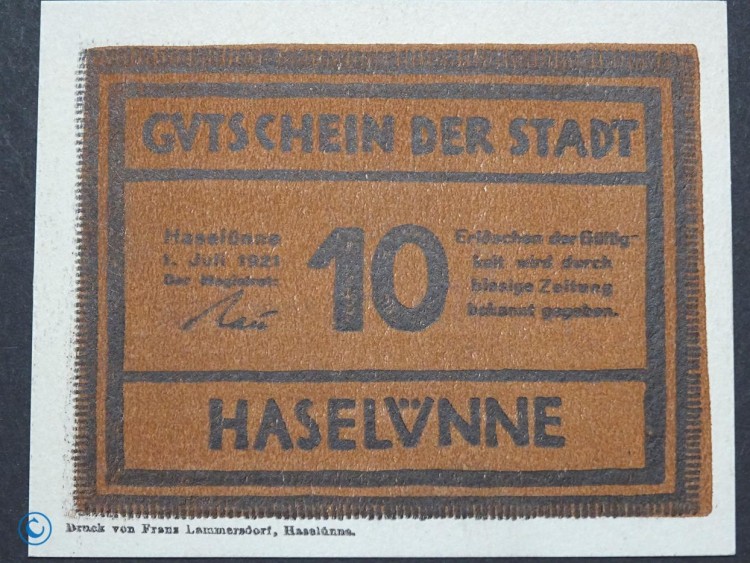 GVTSCHEIN DER STADT
Haselünne
1. Juli 1921
Der Magistrat:
10
Erlöschen der Gültig-
keit wird durch
hiesige Zeitung
bekannt gegeben.
HASELVNNE
Druck von Franz Lammersdorf, Haselünne.
©